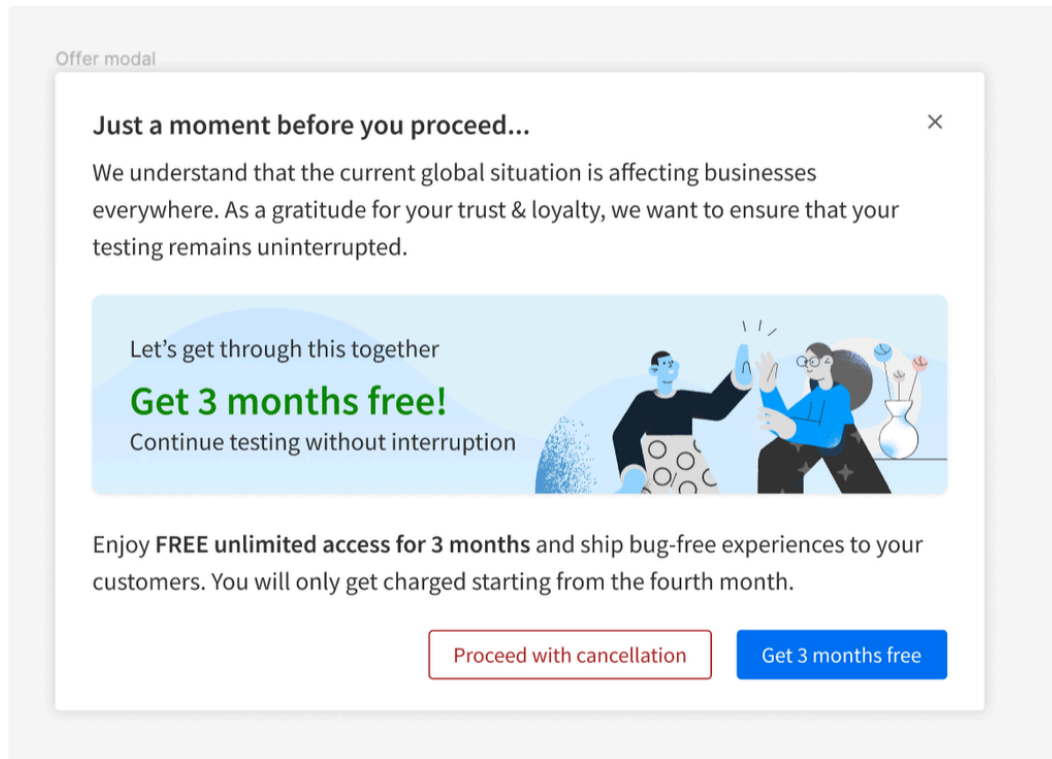 Offer modal
Just a moment before you proceed...
We understand that the current global situation is affecting businesses
everywhere. As a gratitude for your trust & loyalty, we want to ensure that your
testing remains uninterrupted.
Let's get through this together
Get 3 months free!
Continue testing without interruption
Enjoy FREE unlimited access for 3 months and ship bug-free experiences to your
customers. You will only get charged starting from the fourth month.
Proceed with cancellation
Get 3 months free